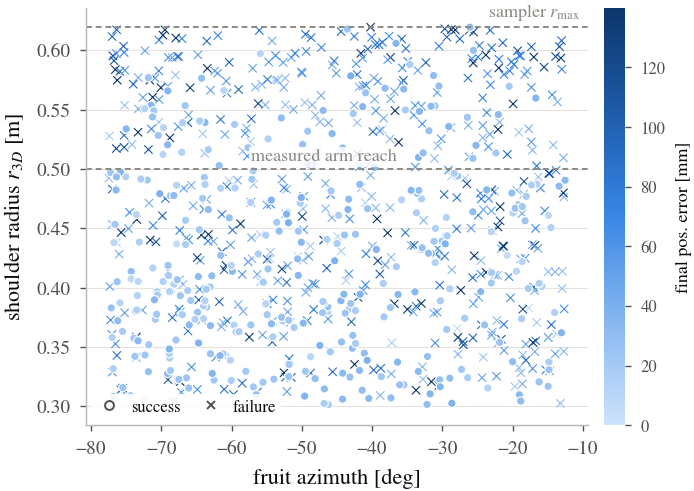 sampler r_max
0.60
0.55
measured arm reach
0.50
0.45
0.40
0.35
0.30
shoulder radius r_3D [m]
success
failure
−80 −70 −60 −50 −40 −30 −20 −10
fruit azimuth [deg]
120
100
80
60
40
20
0
final pos. error [mm]